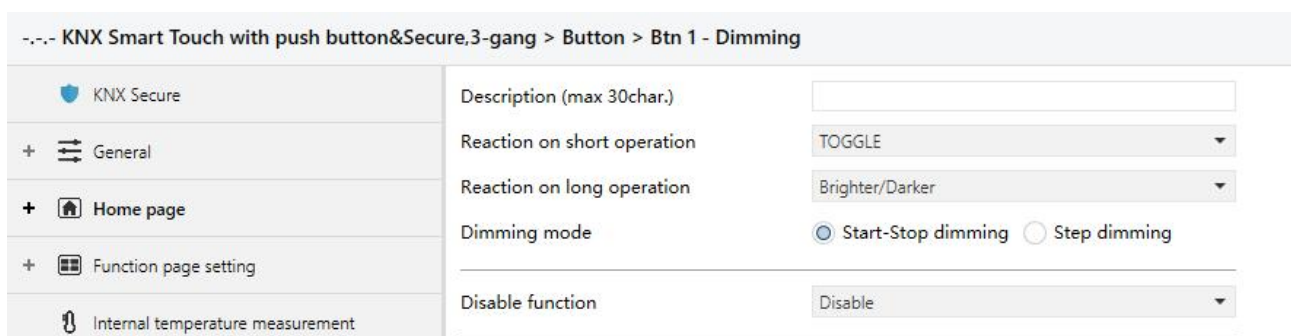 -.-.- KNX Smart Touch with push button&Secure,3-gang > Button > Btn 1 - Dimming
KNX Secure
+ General
+ Home page
+ Function page setting
Internal temperature measurement
Description (max 30char.)
Reaction on short operation TOGGLE
Reaction on long operation Brighter/Darker
Dimming mode Start-Stop dimming Step dimming
Disable function Disable